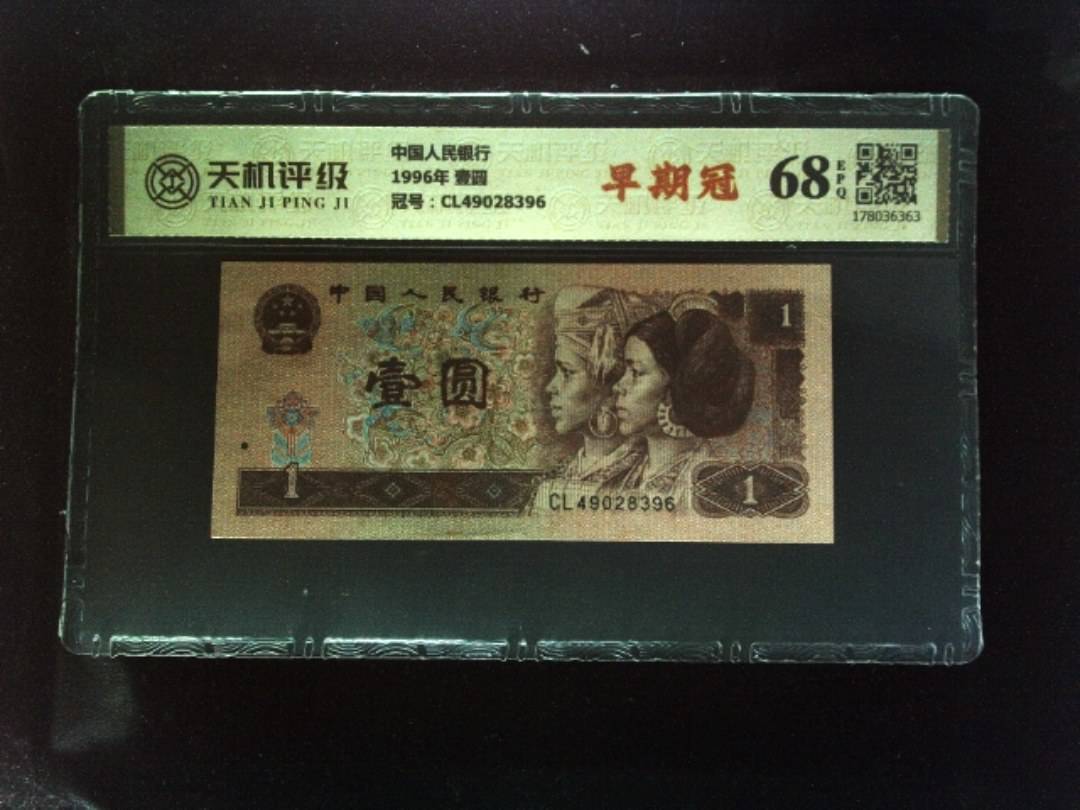 天机评级
TIAN JI PING JI
中国人民银行
1996年 壹圆
冠号：CL49028396
早期冠
68
EPQ
178036363
中国人民银行
1
壹圆
1
CL49028396
1